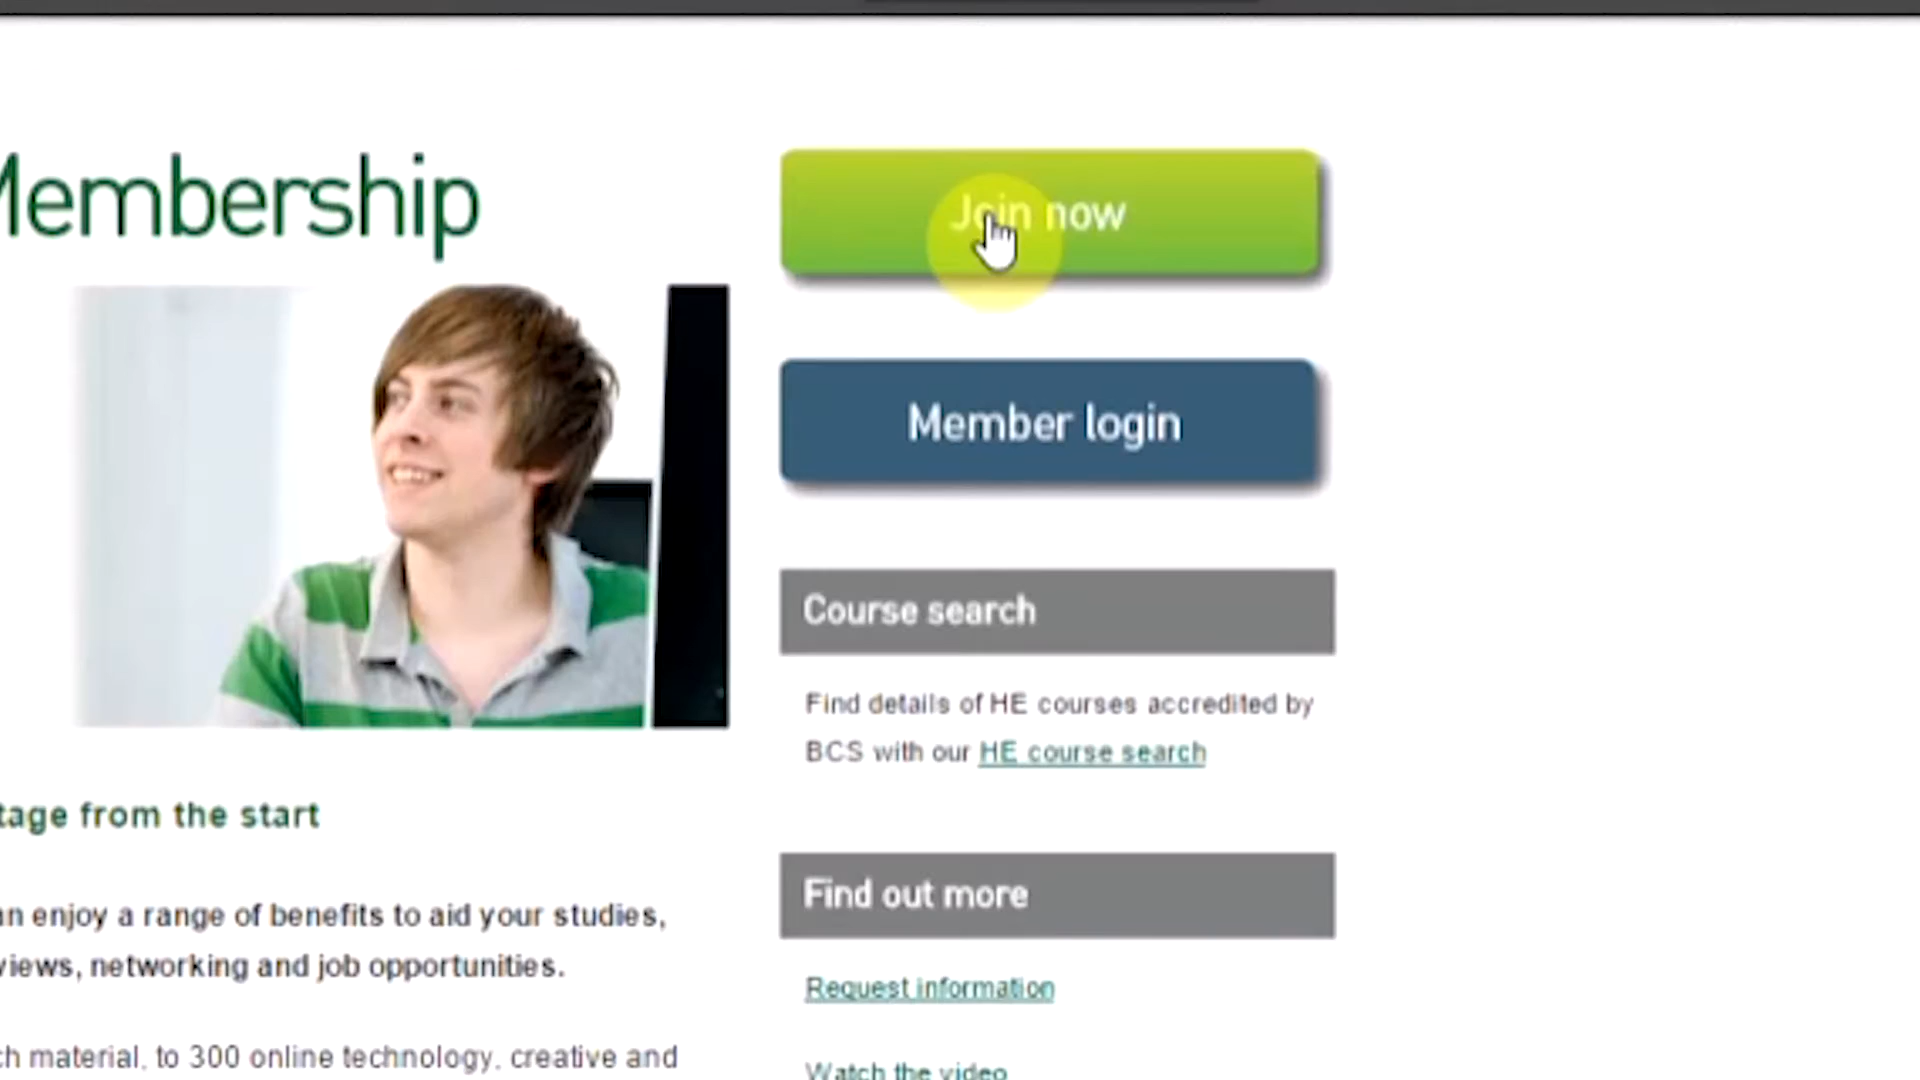 Membership
Join now
Member login
Course search
Find details of HE courses accredited by
BCS with our HE course search
tage from the start
an enjoy a range of benefits to aid your studies,
views, networking and job opportunities.
ch material, to 300 online technology, creative and
Find out more
Request information
Watch the video